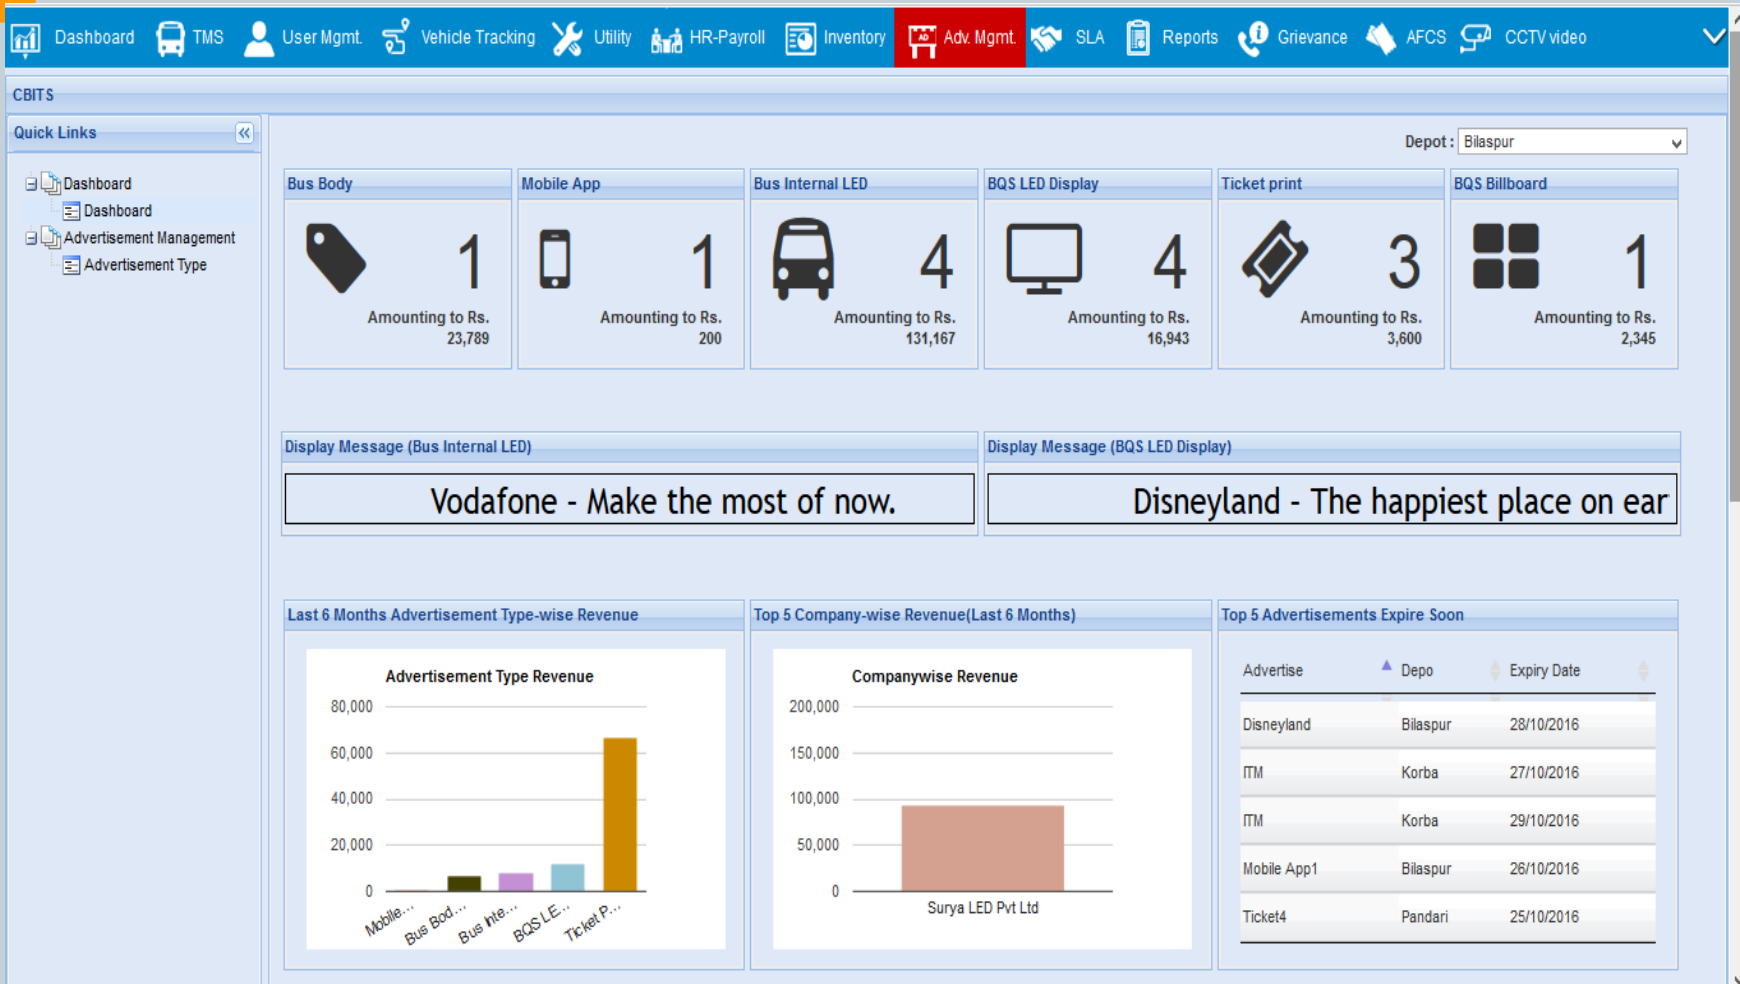 Dashboard TMS User Mgmt. Vehicle Tracking Utility HR-Payroll Inventory AD Adv. Mgmt. SLA Reports Grievance AFCS CCTV video
CBITS
Quick Links
Depot : Bilaspur
Dashboard
Dashboard
Advertisement Management
Advertisement Type
Bus Body
1
Amounting to Rs.
23,789
Mobile App
1
Amounting to Rs.
200
Bus Internal LED
4
Amounting to Rs.
131,167
BQS LED Display
4
Amounting to Rs.
16,943
Ticket print
3
Amounting to Rs.
3,600
BQS Billboard
1
Amounting to Rs.
2,345
Display Message (Bus Internal LED)
Vodafone - Make the most of now.
Display Message (BQS LED Display)
Disneyland - The happiest place on ear
Last 6 Months Advertisement Type-wise Revenue
Advertisement Type Revenue
80,000
60,000
40,000
20,000
0
Mobile... Bus Bod... Bus Inte... BQS LE... Ticket P...
Top 5 Company-wise Revenue(Last 6 Months)
Companywise Revenue
200,000
150,000
100,000
50,000
0
Surya LED Pvt Ltd
Top 5 Advertisements Expire Soon
Advertise Depo Expiry Date
Disneyland Bilaspur 28/10/2016
ITM Korba 27/10/2016
ITM Korba 29/10/2016
Mobile App1 Bilaspur 26/10/2016
Ticket4 Pandari 25/10/2016